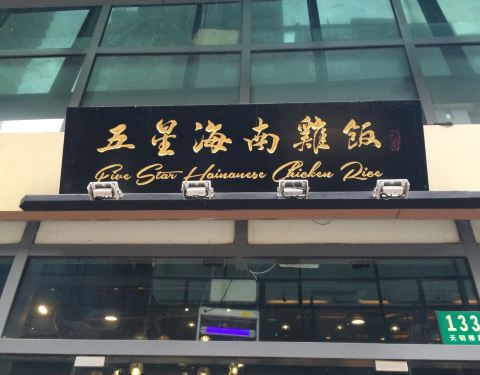 五星海南雞飯
Five Star Hainanese Chicken Rice
133